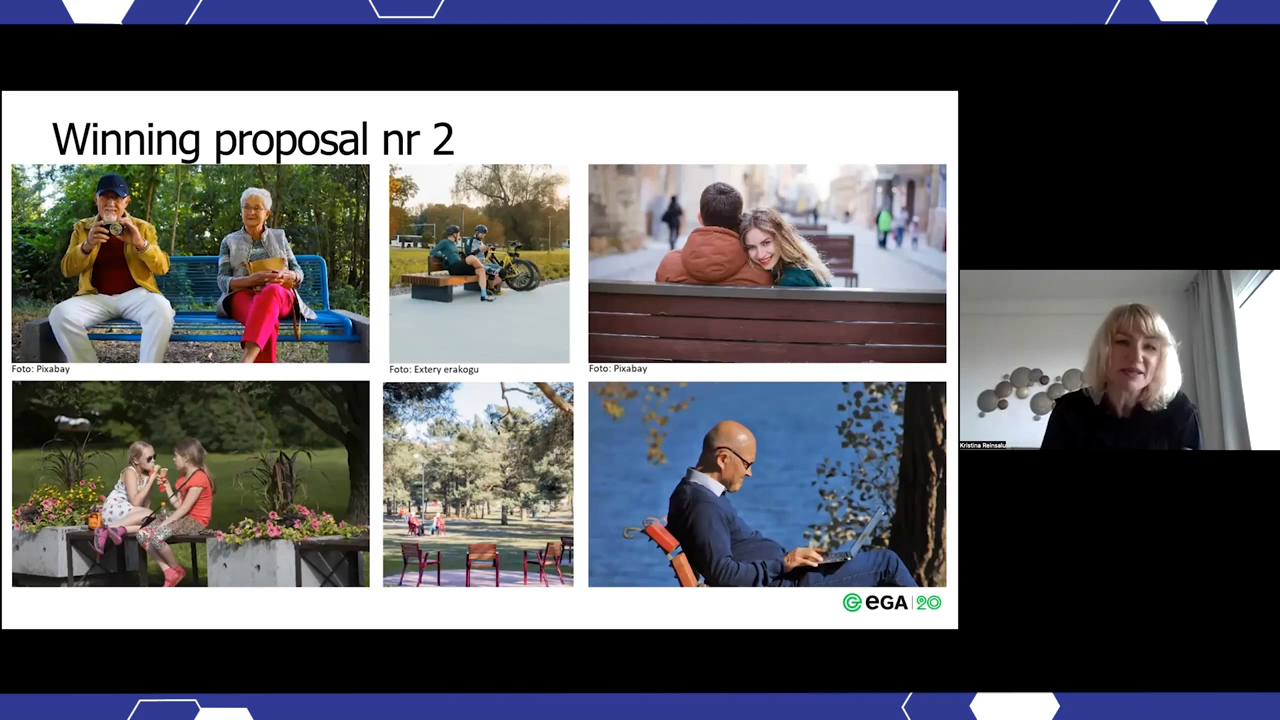 Winning proposal nr 2
Foto: Pixabay
Foto: Extery erakogu
Foto: Pixabay
Kristina Reinsalu
eGA | 20